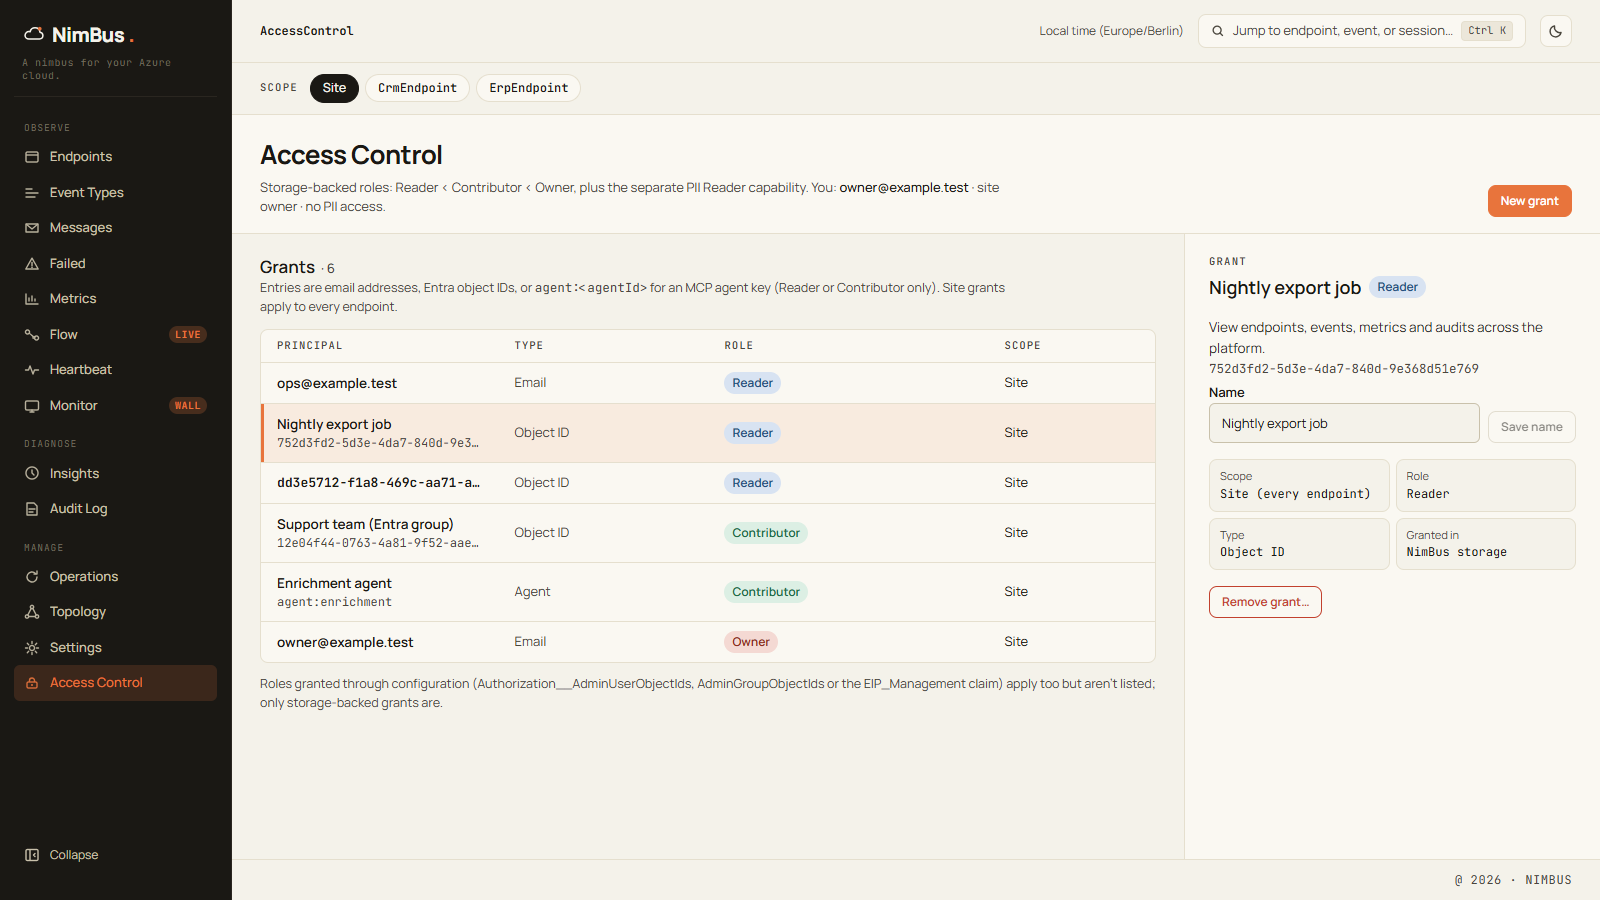 NimBus.
A nimbus for your Azure
cloud.
OBSERVE
Endpoints
Event Types
Messages
Failed
Metrics
Flow LIVE
Heartbeat
Monitor WALL
DIAGNOSE
Insights
Audit Log
MANAGE
Operations
Topology
Settings
Access Control
Collapse
AccessControl
Local time (Europe/Berlin)
Jump to endpoint, event, or session... Ctrl K
SCOPE Site CrmEndpoint ErpEndpoint
Access Control
Storage-backed roles: Reader < Contributor < Owner, plus the separate PII Reader capability. You: owner@example.test · site
owner · no PII access.
New grant
Grants · 6
Entries are email addresses, Entra object IDs, or agent:<agentId> for an MCP agent key (Reader or Contributor only). Site grants
apply to every endpoint.
PRINCIPAL TYPE ROLE SCOPE
ops@example.test Email Reader Site
Nightly export job
752d3fd2-5d3e-4da7-840d-9e3… Object ID Reader Site
dd3e5712-f1a8-469c-aa71-a… Object ID Reader Site
Support team (Entra group)
12e04f44-0763-4a81-9f52-aae… Object ID Contributor Site
Enrichment agent
agent:enrichment Agent Contributor Site
owner@example.test Email Owner Site
Roles granted through configuration (Authorization__AdminUserObjectIds, AdminGroupObjectIds or the EIP_Management claim) apply too but aren't listed;
only storage-backed grants are.
GRANT
Nightly export job Reader
View endpoints, events, metrics and audits across the
platform.
752d3fd2-5d3e-4da7-840d-9e368d51e769
Name
Nightly export job Save name
Scope
Site (every endpoint)
Role
Reader
Type
Object ID
Granted in
NimBus storage
Remove grant…
@ 2026 · NIMBUS